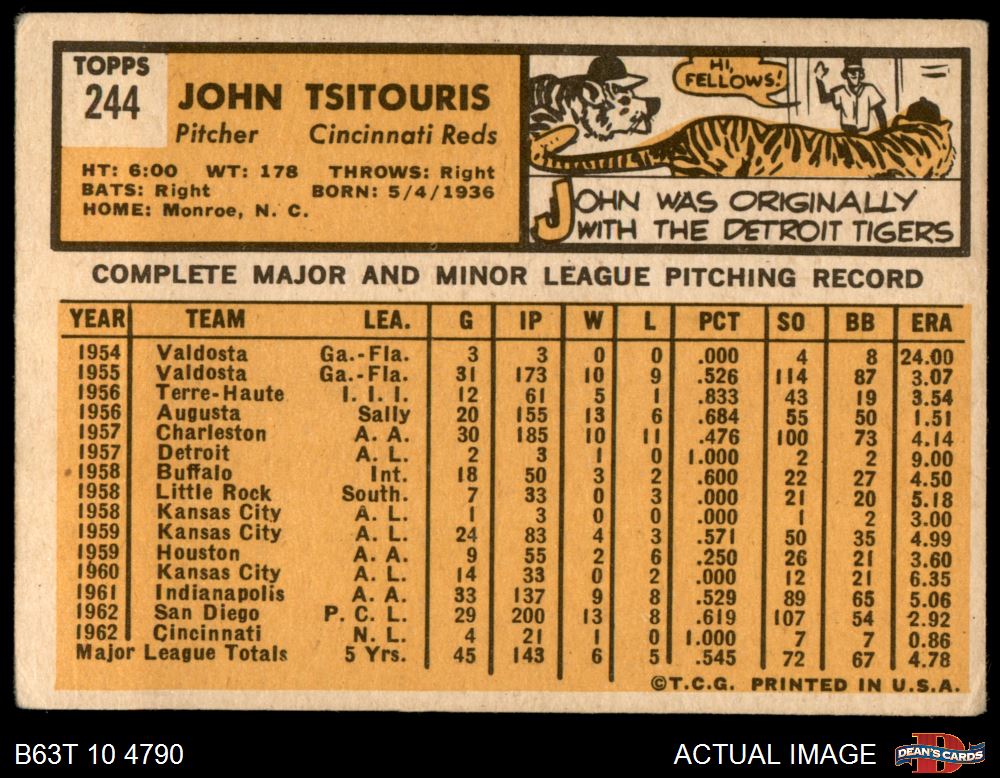 TOPPS
244
JOHN TSITOURIS
Pitcher Cincinnati Reds
HT: 6:00 WT: 178 THROWS: Right
BATS: Right BORN: 5/4/1936
HOME: Monroe, N. C.
HI,
FELLOWS!
JOHN WAS ORIGINALLY
WITH THE DETROIT TIGERS
COMPLETE MAJOR AND MINOR LEAGUE PITCHING RECORD
YEAR TEAM LEA. G IP W L PCT SO BB ERA
1954 Valdosta Ga.-Fla. 3 3 0 0 .000 4 8 24.00
1955 Valdosta Ga.-Fla. 31 173 10 9 .526 114 87 3.07
1956 Terre-Haute I. I. I. 12 61 5 1 .833 43 19 3.54
1956 Augusta Sally 20 155 13 6 .684 55 50 1.51
1957 Charleston A. A. 30 185 10 11 .476 100 73 4.14
1957 Detroit A. L. 2 3 1 0 1.000 2 2 9.00
1958 Buffalo Int. 18 50 3 2 .600 22 27 4.50
1958 Little Rock South. 7 33 0 3 .000 21 20 5.18
1958 Kansas City A. L. 1 3 0 0 .000 1 2 3.00
1959 Kansas City A. L. 24 83 4 3 .571 50 35 4.99
1959 Houston A. A. 9 55 2 6 .250 26 21 3.60
1960 Kansas City A. L. 14 33 0 2 .000 12 21 6.35
1961 Indianapolis A. A. 33 137 9 8 .529 89 65 5.06
1962 San Diego P. C. L. 29 200 13 8 .619 107 54 2.92
1962 Cincinnati N. L. 4 21 1 0 1.000 7 7 0.86
Major League Totals 5 Yrs. 45 143 6 5 .545 72 67 4.78
©T.C.G. PRINTED IN U.S.A.
B63T 10 4790 ACTUAL IMAGE DEAN'S CARDS